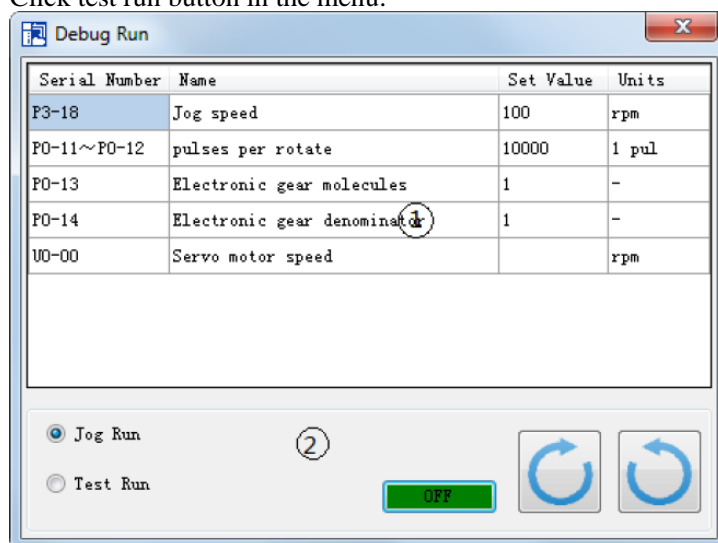 Click test run button in the menu.
Debug Run
Serial Number Name Set Value Units
P3-18 Jog speed 100 rpm
P0-11～P0-12 pulses per rotate 10000 1 pul
P0-13 Electronic gear molecules 1 -
P0-14 Electronic gear denominator ① 1 -
U0-00 Servo motor speed rpm
Jog Run
②
Test Run
OFF